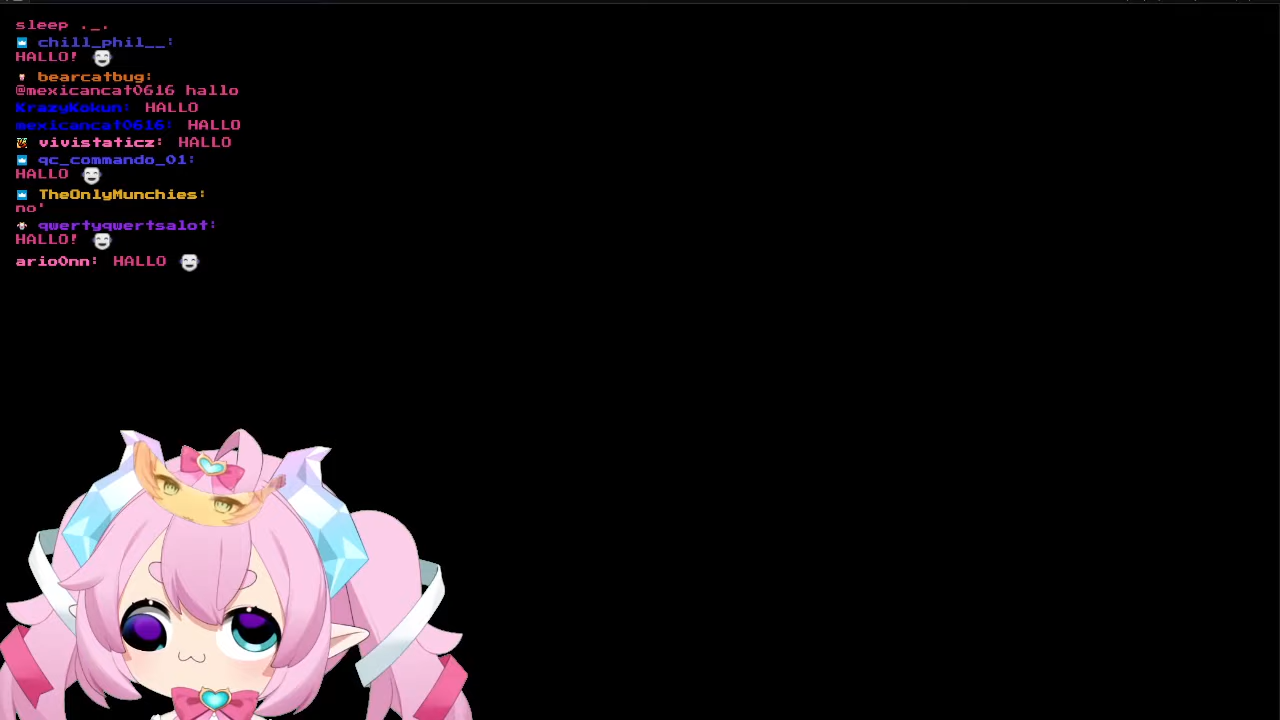 sleep ._.
chill_phil__:
HALLO!
bearcatbug:
@mexicancat0616 hallo
KrazyKokun: HALLO
mexicancat0616: HALLO
vivistaticz: HALLO
qc_commando_01:
HALLO
TheOnlyMunchies:
no'
qwertyqwertsalot:
HALLO!
ario0nn: HALLO